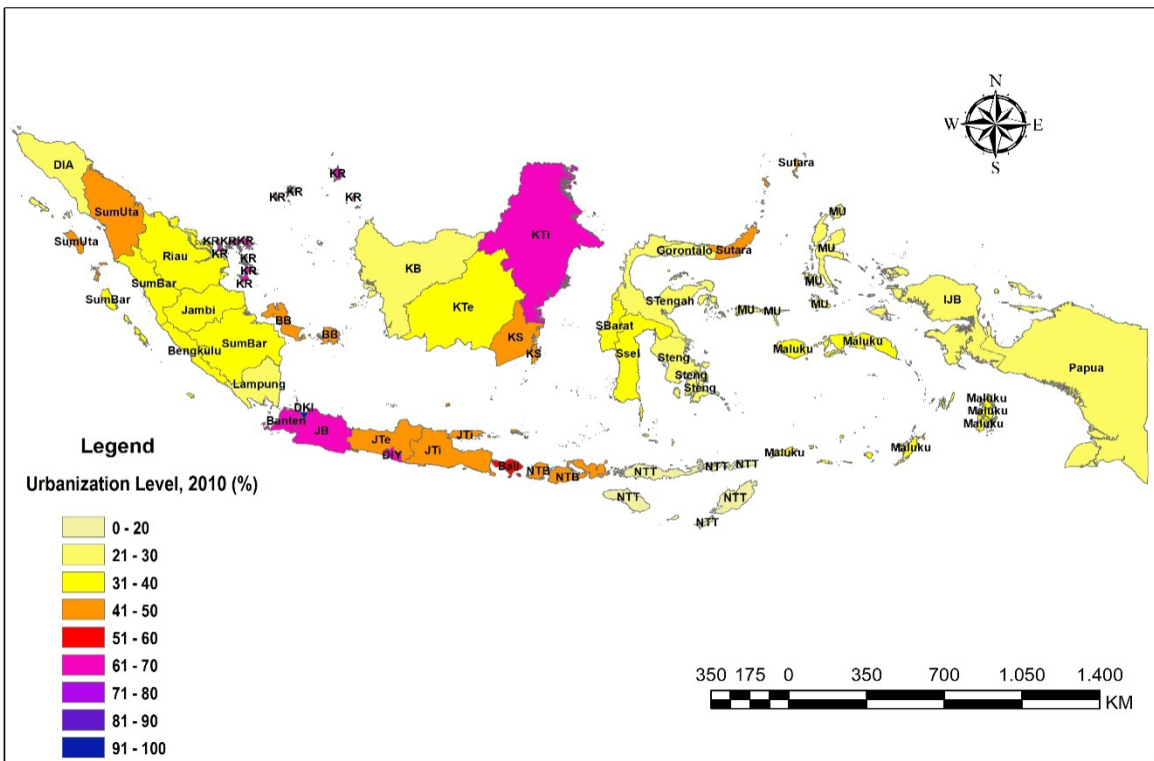 N
W E
S
DIA
SumUta
SumUta
Riau
SumBar
SumBar
Jambi
SumBar
Bengkulu
Lampung
KR
KR
KR
KR
KR
KR
KR
KR
KR
KR
KR
BB
BB
KB
KTi
KTe
KS
KS
Sutara
Gorontalo
Sutara
STengah
SBarat
Ssel
Steng
Steng
Steng
MU
MU
MU
MU
MU
MU
IJB
Papua
Maluku
Maluku
Maluku
Maluku
Maluku
Maluku
Maluku
DKI
Banten
JB
JTe
DIY
JTi
JTi
Bali
NTB
NTB
NTT
NTT
NTT
NTT
NTT
NTT
Legend
Urbanization Level, 2010 (%)
0 - 20
21 - 30
31 - 40
41 - 50
51 - 60
61 - 70
71 - 80
81 - 90
91 - 100
350 175 0 350 700 1.050 1.400
KM